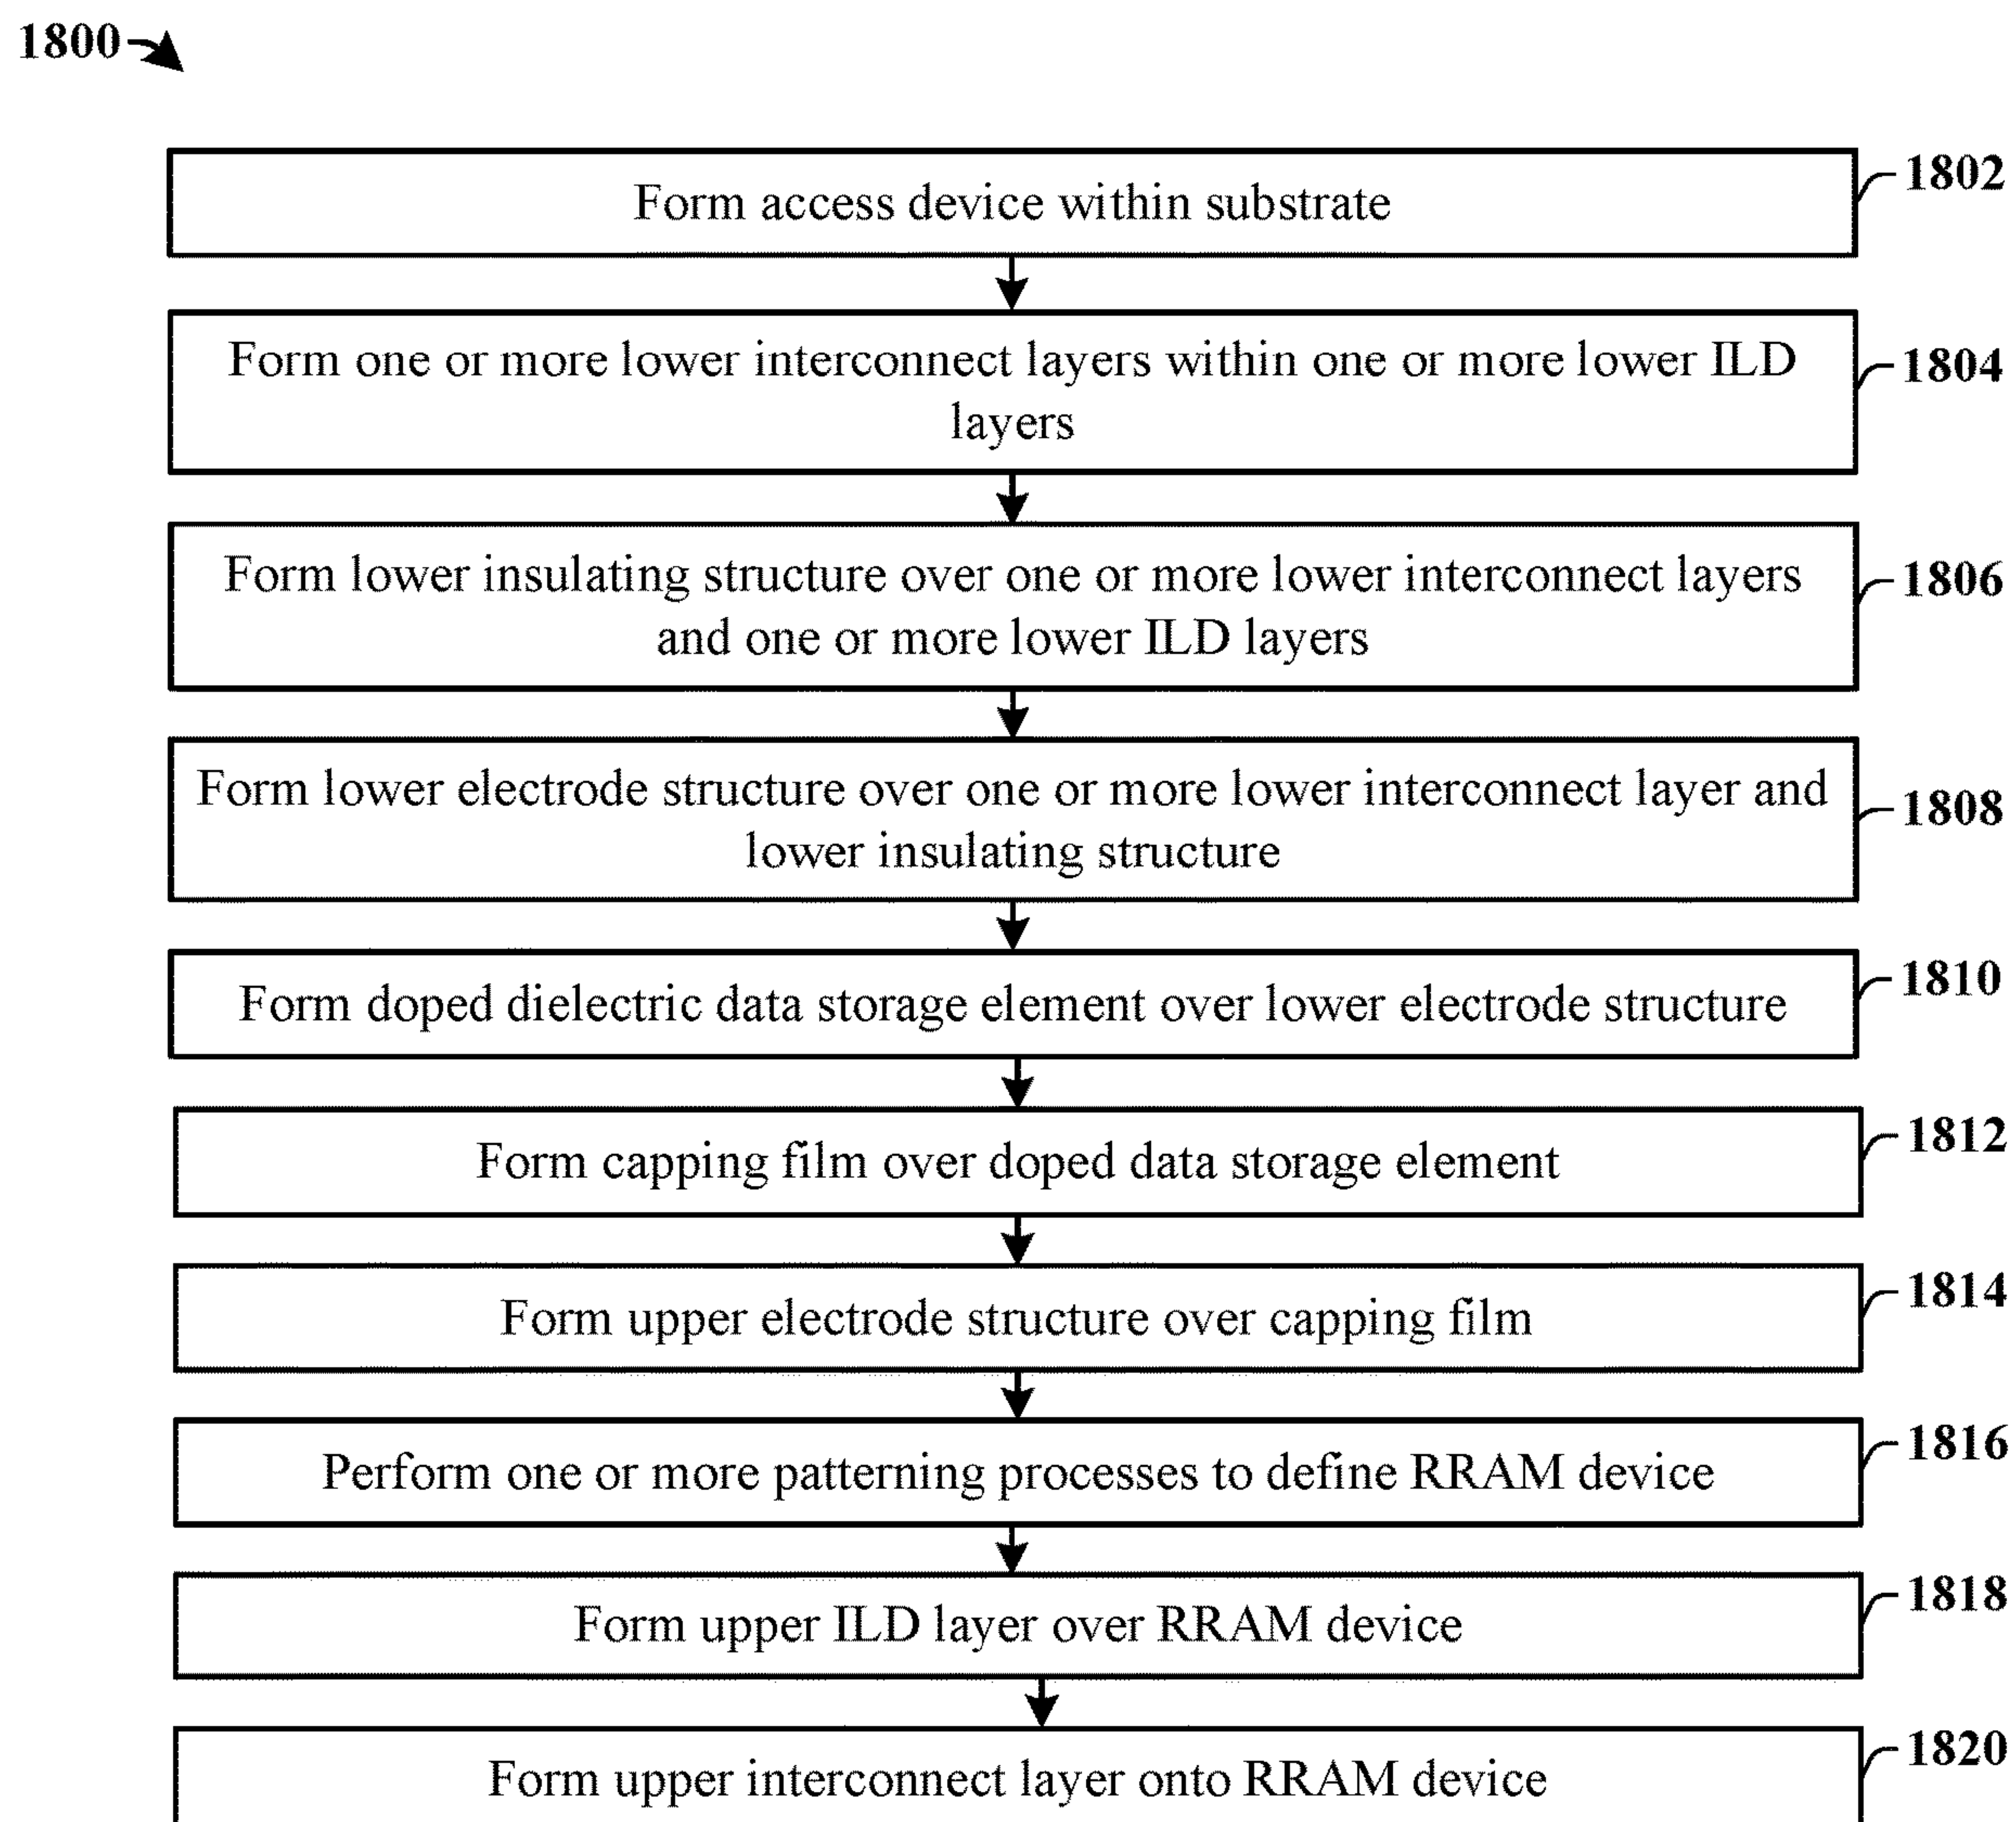 1800
Form access device within substrate
1802
Form one or more lower interconnect layers within one or more lower ILD
layers
1804
Form lower insulating structure over one or more lower interconnect layers
and one or more lower ILD layers
1806
Form lower electrode structure over one or more lower interconnect layer and
lower insulating structure
1808
Form doped dielectric data storage element over lower electrode structure
1810
Form capping film over doped data storage element
1812
Form upper electrode structure over capping film
1814
Perform one or more patterning processes to define RRAM device
1816
Form upper ILD layer over RRAM device
1818
Form upper interconnect layer onto RRAM device
1820